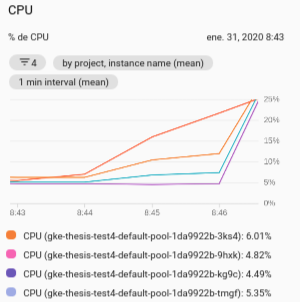 CPU
% de CPU ene. 31, 2020 8:43
4 by project, instance name (mean)
1 min interval (mean)
25%
20%
15%
10%
5%
0%
8:43 8:44 8:45 8:46
CPU (gke-thesis-test4-default-pool-1da9922b-3ks4): 6.01%
CPU (gke-thesis-test4-default-pool-1da9922b-9hxk): 4.82%
CPU (gke-thesis-test4-default-pool-1da9922b-kg9c): 4.49%
CPU (gke-thesis-test4-default-pool-1da9922b-tmgf): 5.35%